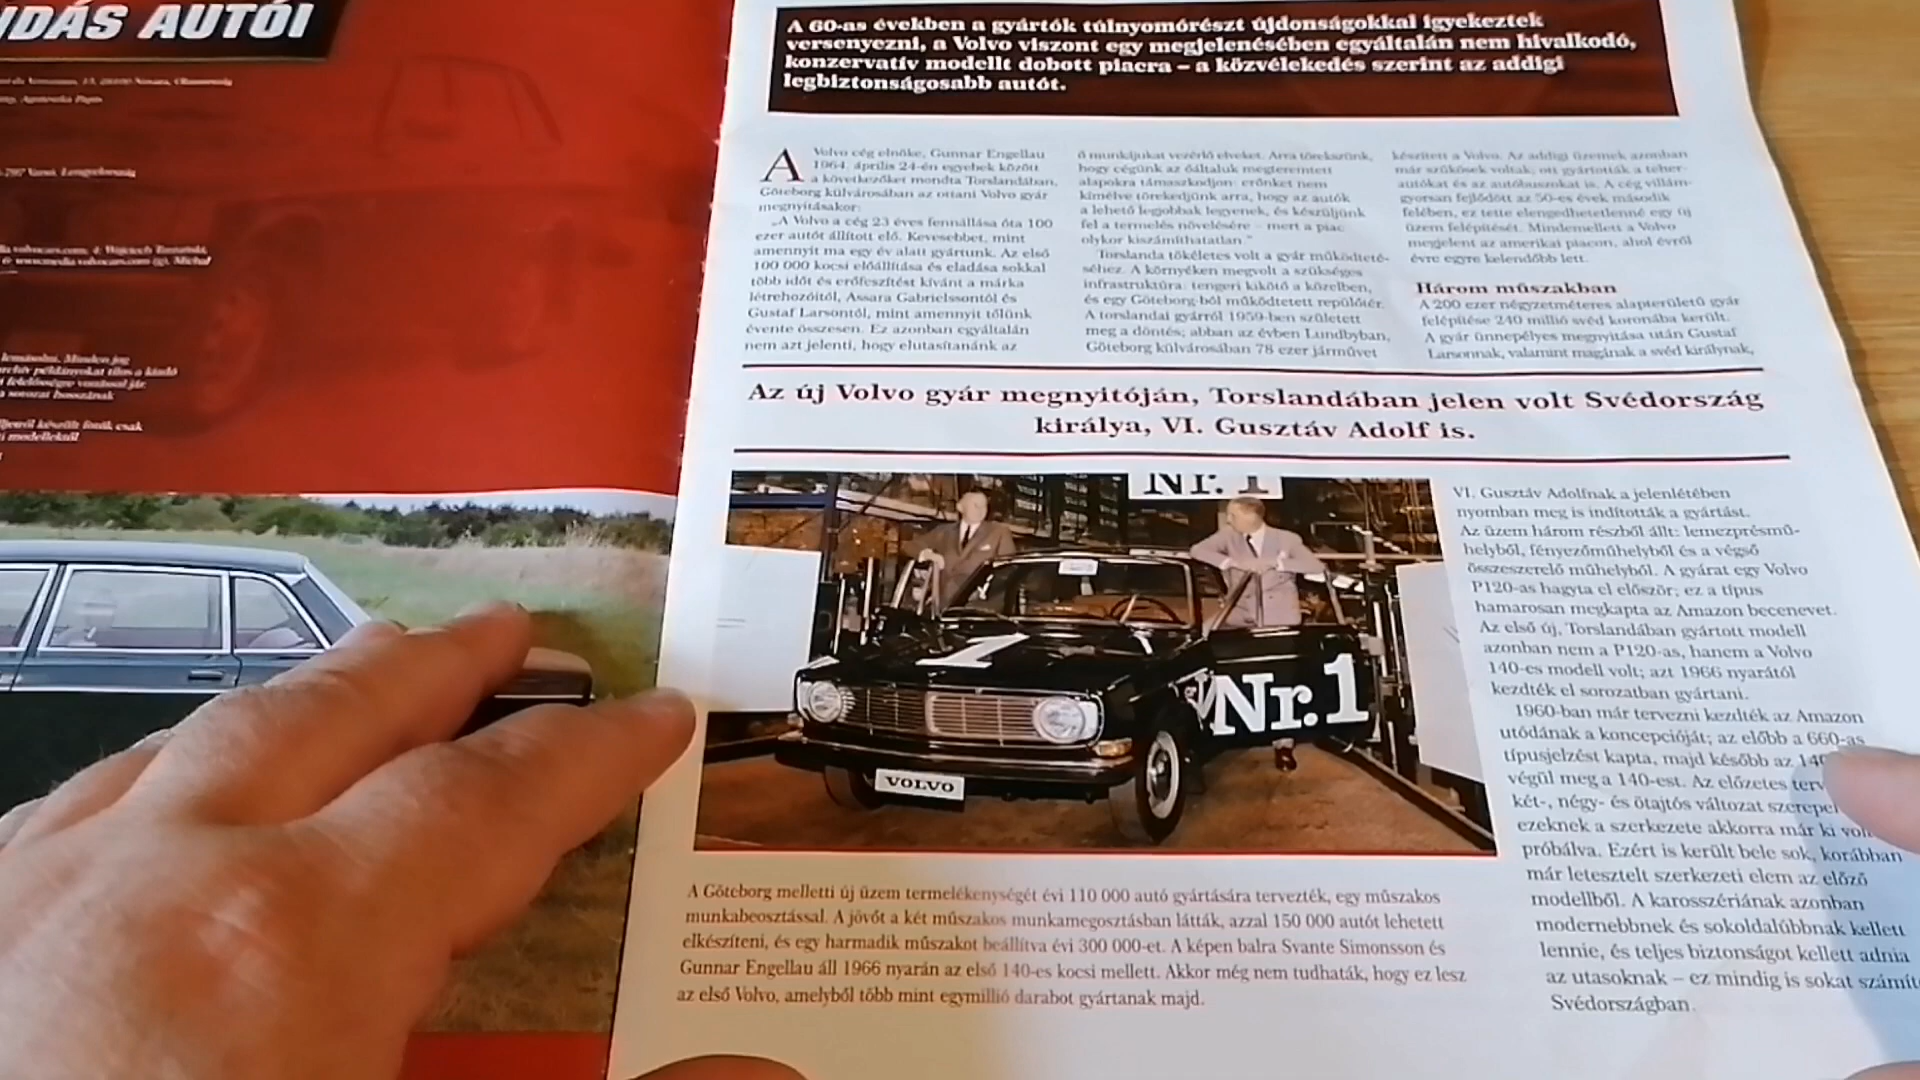 DÁS AUTÓI
A 60-as években a gyártók túlnyomórészt újdonságokkal igyekeztek
versenyezni, a Volvo viszont egy megjelenésében egyáltalán nem hivalkodó,
konzervatív modellt dobott piacra – a közvélekedés szerint az addigi
legbiztonságosabb autót.
A Volvo cég elnöke, Gunnar Engellau
1964. április 24-én egyebek között
a következőket mondta Torslandában,
Göteborg külvárosában az ottani Volvo gyár
megnyitásakor:
„A Volvo a cég 23 éves fennállása óta 100
ezer autót állított elő. Kevesebbet, mint
amennyit ma egy év alatt gyártunk. Az első
100 000 kocsi előállítása és eladása sokkal
több időt és erőfeszítést kívánt a márka
létrehozóitól, Assara Gabrielssontól és
Gustaf Larsontól, mint amennyit tőlünk
évente összesen. Ez azonban egyáltalán
nem azt jelenti, hogy elutasítanánk az
ő munkájukat vezérlő elveket. Arra törekszünk,
hogy cégünk az őáltaluk megteremtett
alapokra támaszkodjon: erőnket nem
kímélve törekedjünk arra, hogy az autók
a lehető legjobbak legyenek, és készüljünk
fel a termelés növelésére – mert a piac
olykor kiszámíthatatlan."
Torslanda tökéletes volt a gyár működteté-
séhez. A környéken megvolt a szükséges
infrastruktúra: tengeri kikötő a közelben,
és egy Göteborg-ból működtetett repülőtér.
A torslandai gyárról 1959-ben született
meg a döntés; abban az évben Lundbyban,
Göteborg külvárosában 78 ezer járművet
készített a Volvo. Az addigi üzemek azonban
már szűkösek voltak; ott gyártották a teher-
autókat és az autóbuszokat is. A cég villám-
gyorsan fejlődött az 50-es évek második
felében, ez tette elengedhetetlenné egy új
üzem felépítését. Mindemellett a Volvo
megjelent az amerikai piacon, ahol évről
évre egyre kelendőbb lett.
Három műszakban
A 200 ezer négyzetméteres alapterületű gyár
felépítése 240 millió svéd koronába került.
A gyár ünnepélyes megnyitása után Gustaf
Larsonnak, valamint magának a svéd királynak,
Az új Volvo gyár megnyitóján, Torslandában jelen volt Svédország
királya, VI. Gusztáv Adolf is.
Nr. 1
Nr.1
VOLVO
VI. Gusztáv Adolfnak a jelenlétében
nyomban meg is indították a gyártást.
Az üzem három részből állt: lemezprésmű-
helyből, fényezőműhelyből és a végső
összeszerelő műhelyből. A gyárat egy Volvo
P120-as hagyta el először; ez a típus
hamarosan megkapta az Amazon becenevet.
Az első új, Torslandában gyártott modell
azonban nem a P120-as, hanem a Volvo
140-es modell volt; azt 1966 nyarától
kezdték el sorozatban gyártani.
1960-ban már tervezni kezdték az Amazon
utódának a koncepcióját; az előbb a 660-as
típusjelzést kapta, majd később az
végül meg a 140-est. Az előzetes
két-, négy- és ötajtós változat
ezeknek a szerkezete akkorra már ki
próbálva. Ezért is került bele sok, korábban
már letesztelt szerkezeti elem az előző
modellből. A karosszériának azonban
modernebbnek és sokoldalúbbnak kellett
lennie, és teljes biztonságot kellett adnia
az utasoknak – ez mindig is sokat számít
Svédországban.
A Göteborg melletti új üzem termelékenységét évi 110 000 autó gyártására tervezték, egy műszakos
munkabeosztással. A jövőt a két műszakos munkamegosztásban látták, azzal 150 000 autót lehetett
elkészíteni, és egy harmadik műszakot beállítva évi 300 000-et. A képen balra Svante Simonsson és
Gunnar Engellau áll 1966 nyarán az első 140-es kocsi mellett. Akkor még nem tudhaták, hogy ez lesz
az első Volvo, amelyből több mint egymillió darabot gyártanak majd.